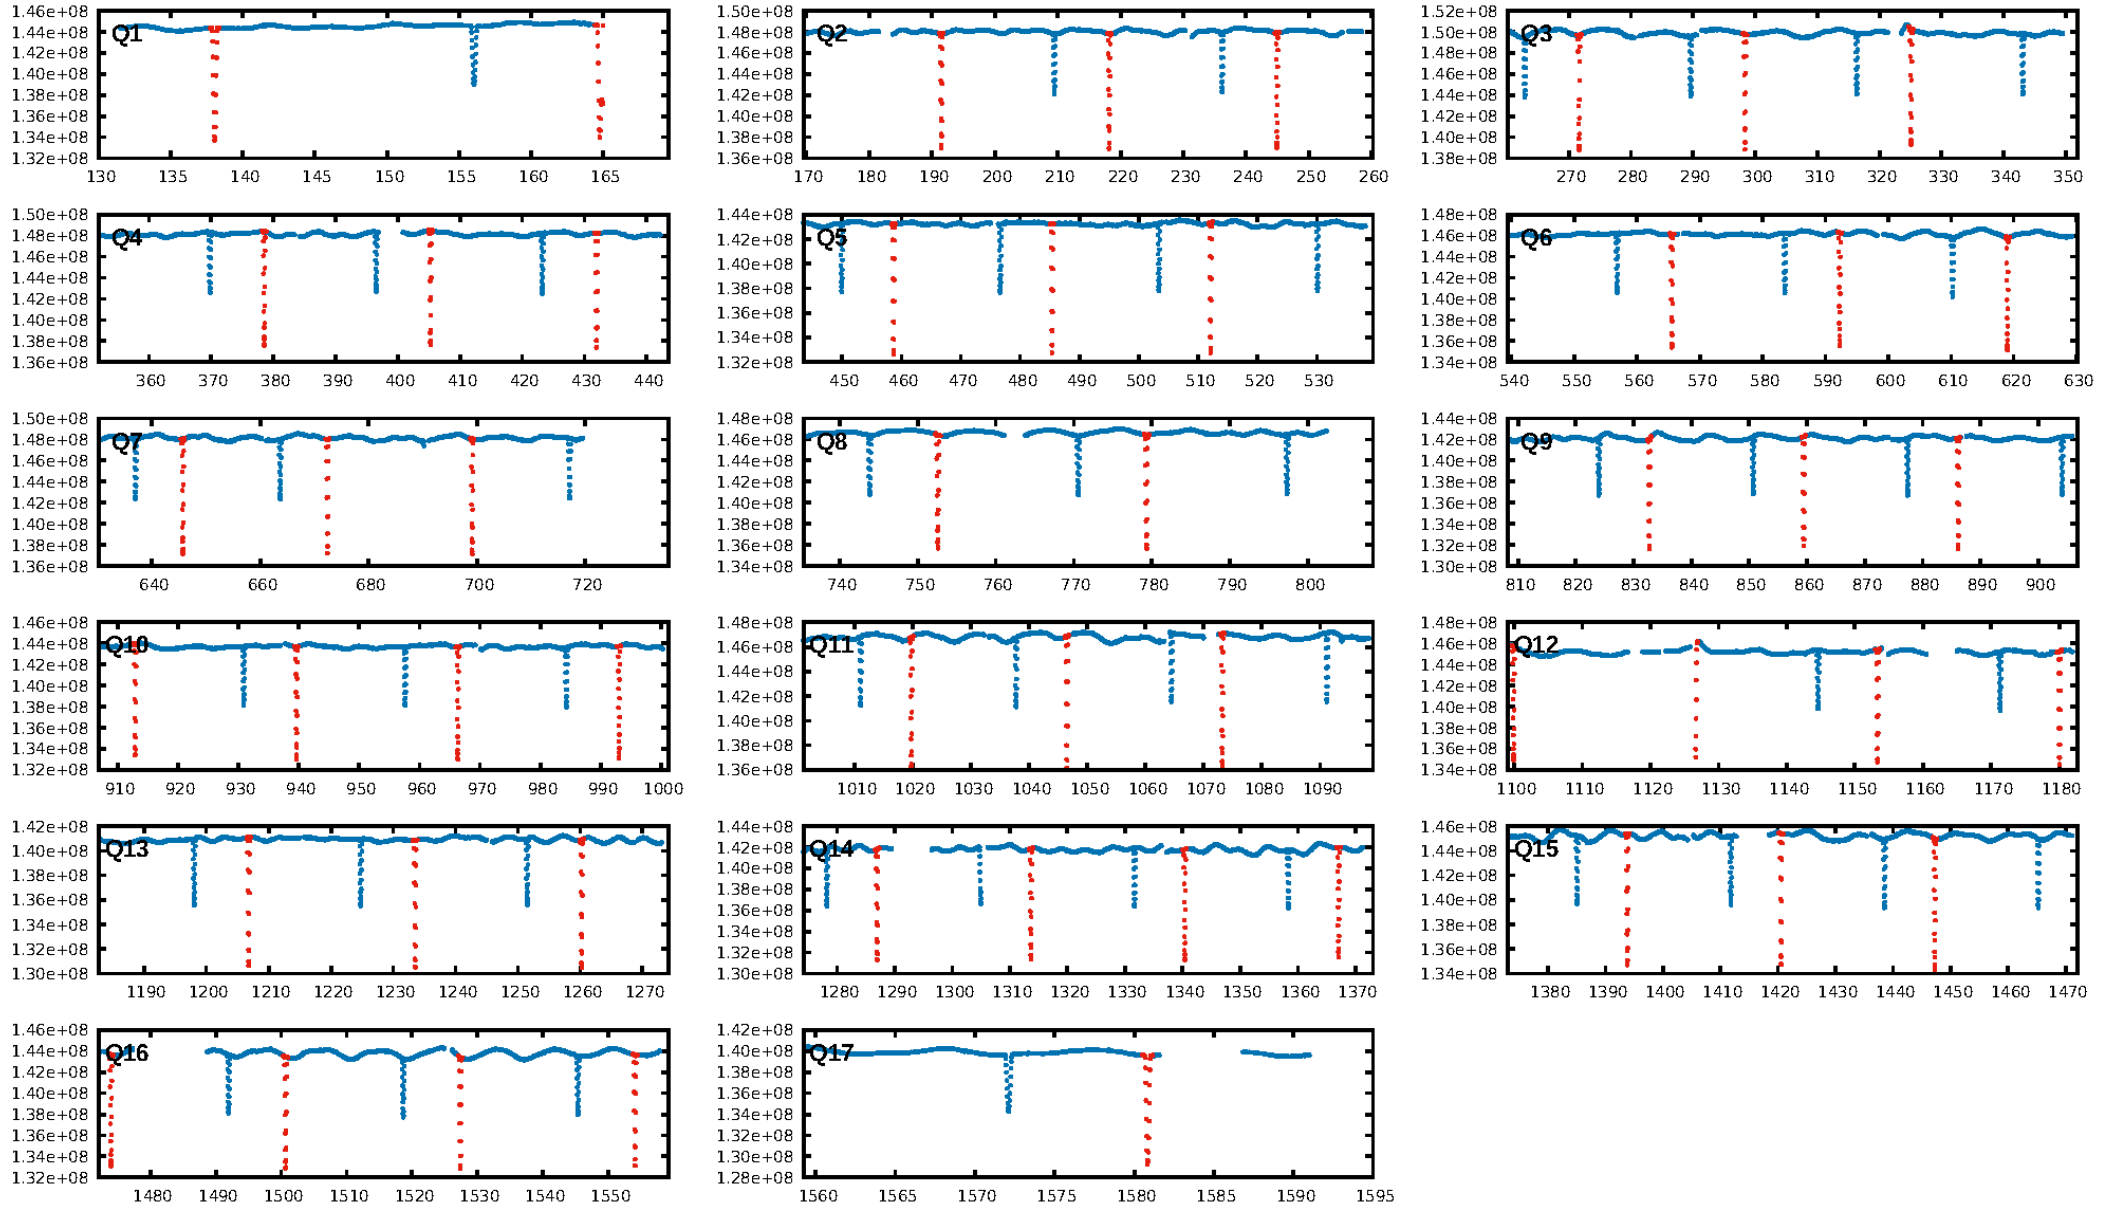 1.46e+08 1.44e+08 1.42e+08 1.40e+08 1.38e+08 1.36e+08 1.34e+08 1.32e+08
Q1
130 135 140 145 150 155 160 165
1.50e+08 1.48e+08 1.46e+08 1.44e+08 1.42e+08 1.40e+08 1.38e+08 1.36e+08
Q2
170 180 190 200 210 220 230 240 250 260
1.52e+08 1.50e+08 1.48e+08 1.46e+08 1.44e+08 1.42e+08 1.40e+08 1.38e+08
Q3
270 280 290 300 310 320 330 340 350
1.50e+08 1.48e+08 1.46e+08 1.44e+08 1.42e+08 1.40e+08 1.38e+08 1.36e+08
Q4
360 370 380 390 400 410 420 430 440
1.44e+08 1.42e+08 1.40e+08 1.38e+08 1.36e+08 1.34e+08 1.32e+08
Q5
450 460 470 480 490 500 510 520 530
1.48e+08 1.46e+08 1.44e+08 1.42e+08 1.40e+08 1.38e+08 1.36e+08 1.34e+08
Q6
540 550 560 570 580 590 600 610 620 630
1.50e+08 1.48e+08 1.46e+08 1.44e+08 1.42e+08 1.40e+08 1.38e+08 1.36e+08
Q7
640 660 680 700 720
1.48e+08 1.46e+08 1.44e+08 1.42e+08 1.40e+08 1.38e+08 1.36e+08 1.34e+08
Q8
740 750 760 770 780 790 800
1.44e+08 1.42e+08 1.40e+08 1.38e+08 1.36e+08 1.34e+08 1.32e+08 1.30e+08
Q9
810 820 830 840 850 860 870 880 890 900
1.46e+08 1.44e+08 1.42e+08 1.40e+08 1.38e+08 1.36e+08 1.34e+08 1.32e+08
Q10
910 920 930 940 950 960 970 980 990 1000
1.48e+08 1.46e+08 1.44e+08 1.42e+08 1.40e+08 1.38e+08 1.36e+08
Q11
1010 1020 1030 1040 1050 1060 1070 1080 1090
1.48e+08 1.46e+08 1.44e+08 1.42e+08 1.40e+08 1.38e+08 1.36e+08 1.34e+08
Q12
1100 1110 1120 1130 1140 1150 1160 1170 1180
1.42e+08 1.40e+08 1.38e+08 1.36e+08 1.34e+08 1.32e+08 1.30e+08
Q13
1190 1200 1210 1220 1230 1240 1250 1260 1270
1.44e+08 1.42e+08 1.40e+08 1.38e+08 1.36e+08 1.34e+08 1.32e+08 1.30e+08
Q14
1280 1290 1300 1310 1320 1330 1340 1350 1360 1370
1.46e+08 1.44e+08 1.42e+08 1.40e+08 1.38e+08 1.36e+08 1.34e+08
Q15
1380 1390 1400 1410 1420 1430 1440 1450 1460 1470
1.46e+08 1.44e+08 1.42e+08 1.40e+08 1.38e+08 1.36e+08 1.34e+08 1.32e+08
Q16
1480 1490 1500 1510 1520 1530 1540 1550
1.42e+08 1.40e+08 1.38e+08 1.36e+08 1.34e+08 1.32e+08 1.30e+08 1.28e+08
Q17
1560 1565 1570 1575 1580 1585 1590 1595